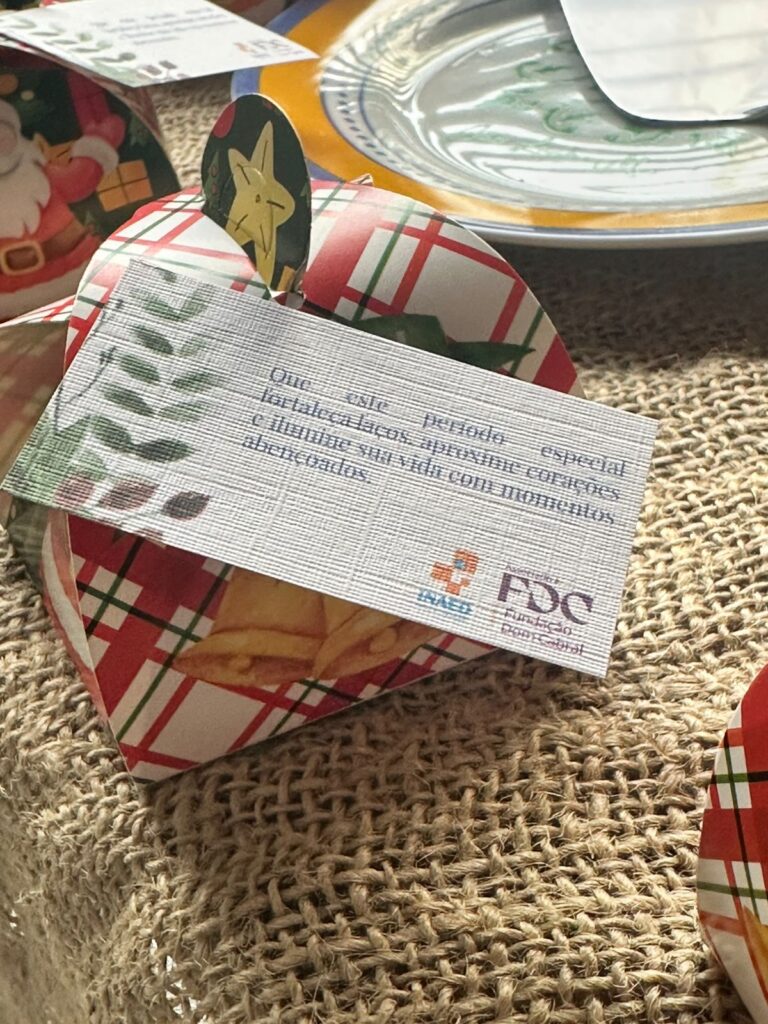 Que este período especial
fortaleça laços, aproxime corações
e ilumine sua vida com momentos
abençoados.
INAED
FDC
Fundação
Dom Cabral
FDC